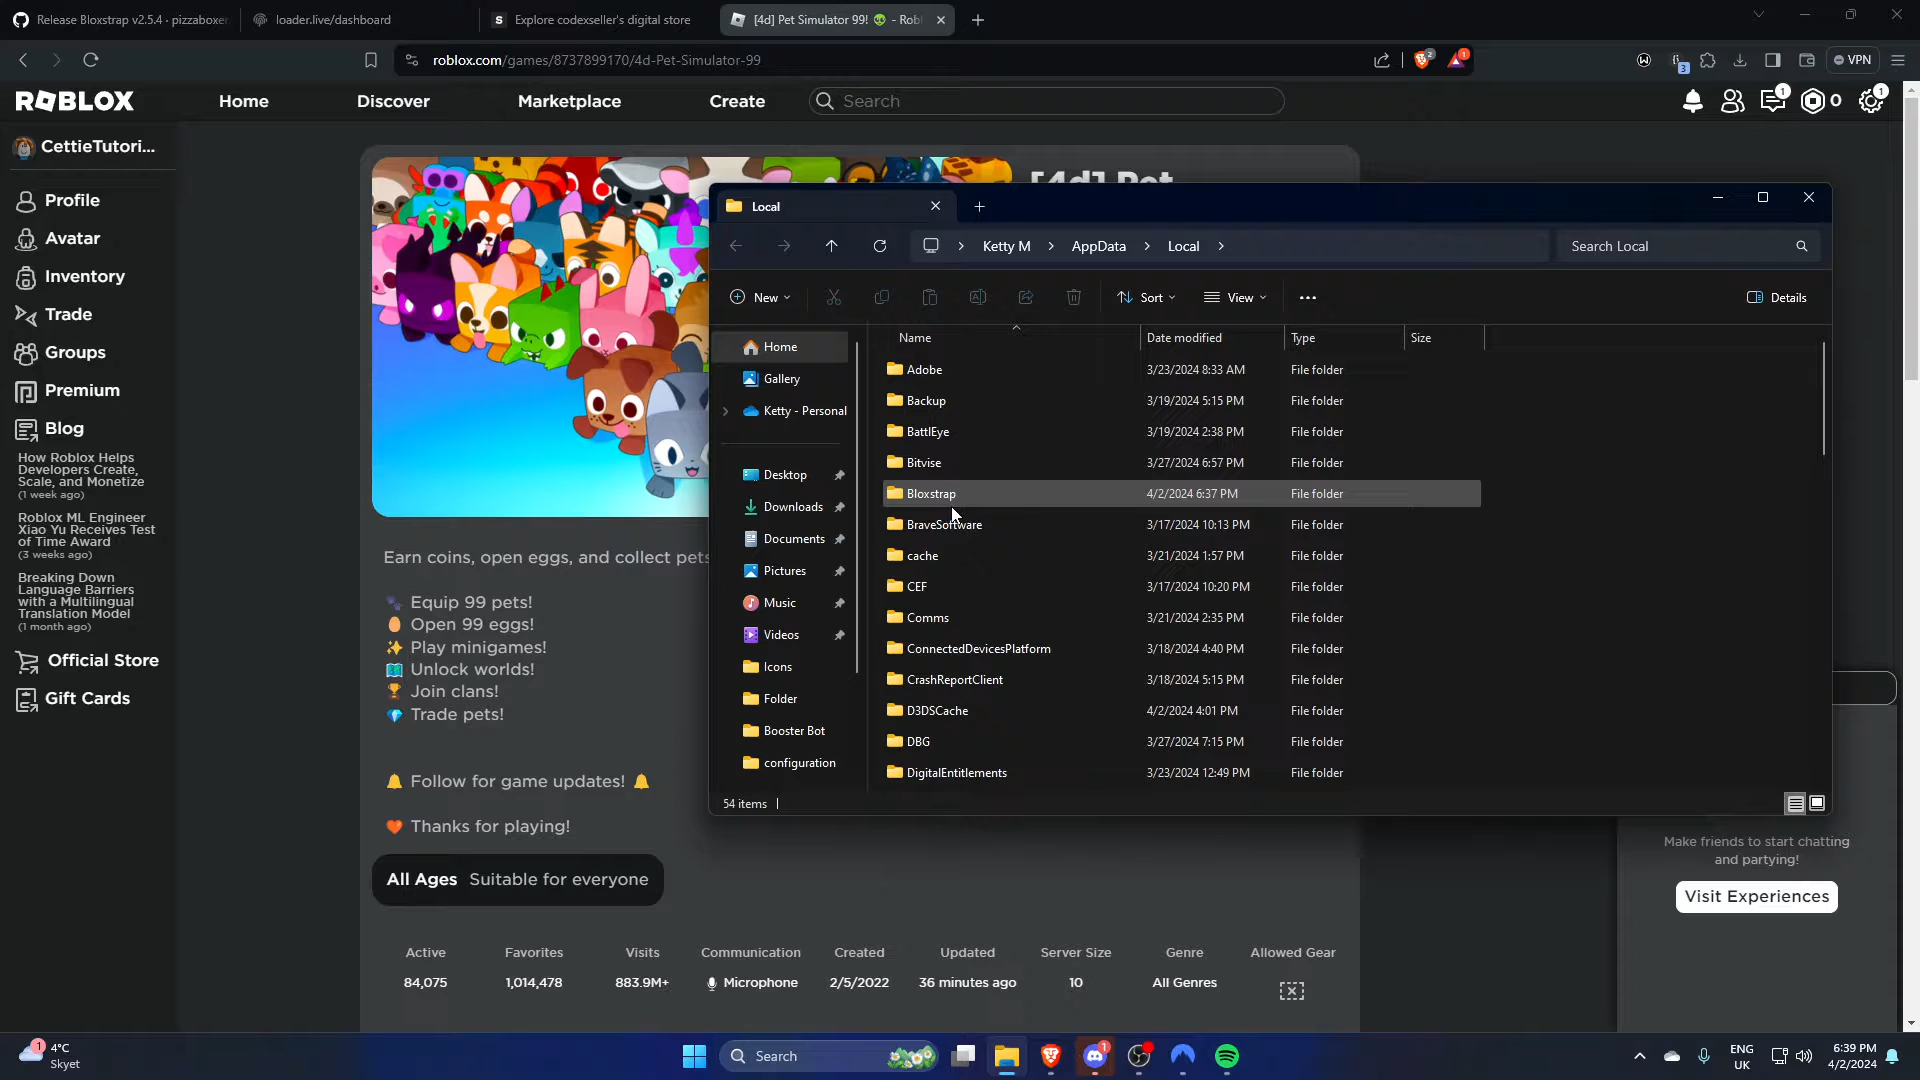 Release Bloxstrap v2.5.4 · pizzaboxer
loader.live/dashboard
Explore codexseller's digital store
[4d] Pet Simulator 99! 👽 - Rob
roblox.com/games/8737899170/4d-Pet-Simulator-99
2
1
3
VPN
ROBLOX
Home
Discover
Marketplace
Create
Search
1
0
1
CettieTutori...
Profile
Avatar
Inventory
Trade
Groups
Premium
Blog
How Roblox Helps
Developers Create,
Scale, and Monetize
(1 week ago)
Roblox ML Engineer
Xiao Yu Receives Test
of Time Award
(3 weeks ago)
Breaking Down
Language Barriers
with a Multilingual
Translation Model
(1 month ago)
Official Store
Gift Cards
[4d] Pet
Earn coins, open eggs, and collect pets
🐾 Equip 99 pets!
🥚 Open 99 eggs!
✨ Play minigames!
🗺️ Unlock worlds!
🏆 Join clans!
💎 Trade pets!
🔔 Follow for game updates! 🔔
❤️ Thanks for playing!
All Ages Suitable for everyone
Active Favorites Visits Communication Created Updated Server Size Genre Allowed Gear
84,075 1,014,478 883.9M+ Microphone 2/5/2022 36 minutes ago 10 All Genres
Local
Ketty M > AppData > Local >
Search Local
New
Sort
View
Details
Home
Gallery
Ketty - Personal
Desktop
Downloads
Documents
Pictures
Music
Videos
Icons
Folder
Booster Bot
configuration
Name Date modified Type Size
Adobe 3/23/2024 8:33 AM File folder
Backup 3/19/2024 5:15 PM File folder
BattlEye 3/19/2024 2:38 PM File folder
Bitvise 3/27/2024 6:57 PM File folder
Bloxstrap 4/2/2024 6:37 PM File folder
BraveSoftware 3/17/2024 10:13 PM File folder
cache 3/21/2024 1:57 PM File folder
CEF 3/17/2024 10:20 PM File folder
Comms 3/21/2024 2:35 PM File folder
ConnectedDevicesPlatform 3/18/2024 4:40 PM File folder
CrashReportClient 3/18/2024 5:15 PM File folder
D3DSCache 4/2/2024 4:01 PM File folder
DBG 3/27/2024 7:15 PM File folder
DigitalEntitlements 3/23/2024 12:49 PM File folder
54 items
Make friends to start chatting
and partying!
Visit Experiences
1
4°C
Skyet
Search
1
ENG
UK
6:39 PM
4/2/2024